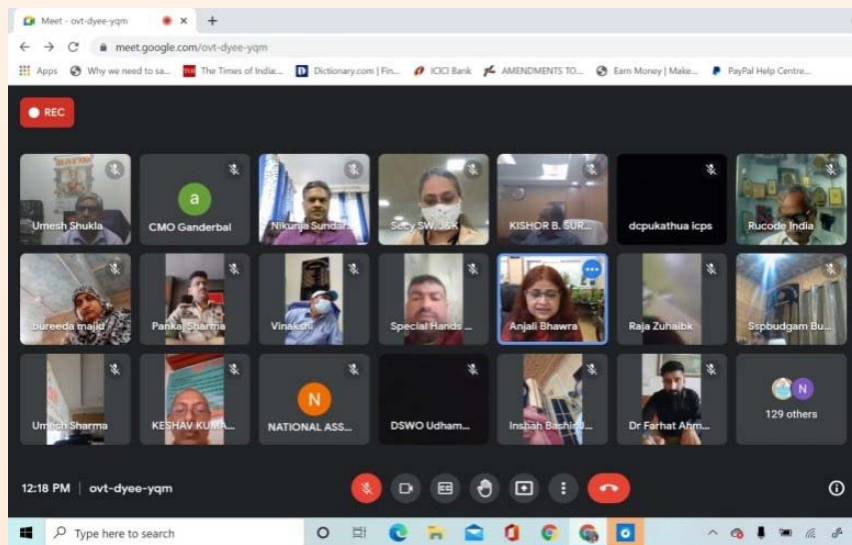 Meet - ovt-dyee-yqm
meet.google.com/ovt-dyee-yqm
Apps Why we need to sa... The Times of India:... Dictionary.com | Fin... ICICI Bank AMENDMENTS TO... Earn Money | Make... PayPal Help Centre...
REC
Umesh Shukla a CMO Ganderbal Nikunja Sundar... Secy SW, J&K KISHOR B. SUR... dcpukathua icps Rucode India
bureeda majid Pankaj Sharma Vinakshi Special Hands ... Anjali Bhawra Raja Zuhaibk Sspbudgam Bu...
Umesh Sharma KESHAV KUMA... N NATIONAL ASS... DSWO Udham... Inshah Bashir J... Dr Farhat Ahm... N 129 others
12:18 PM | ovt-dyee-yqm
Type here to search